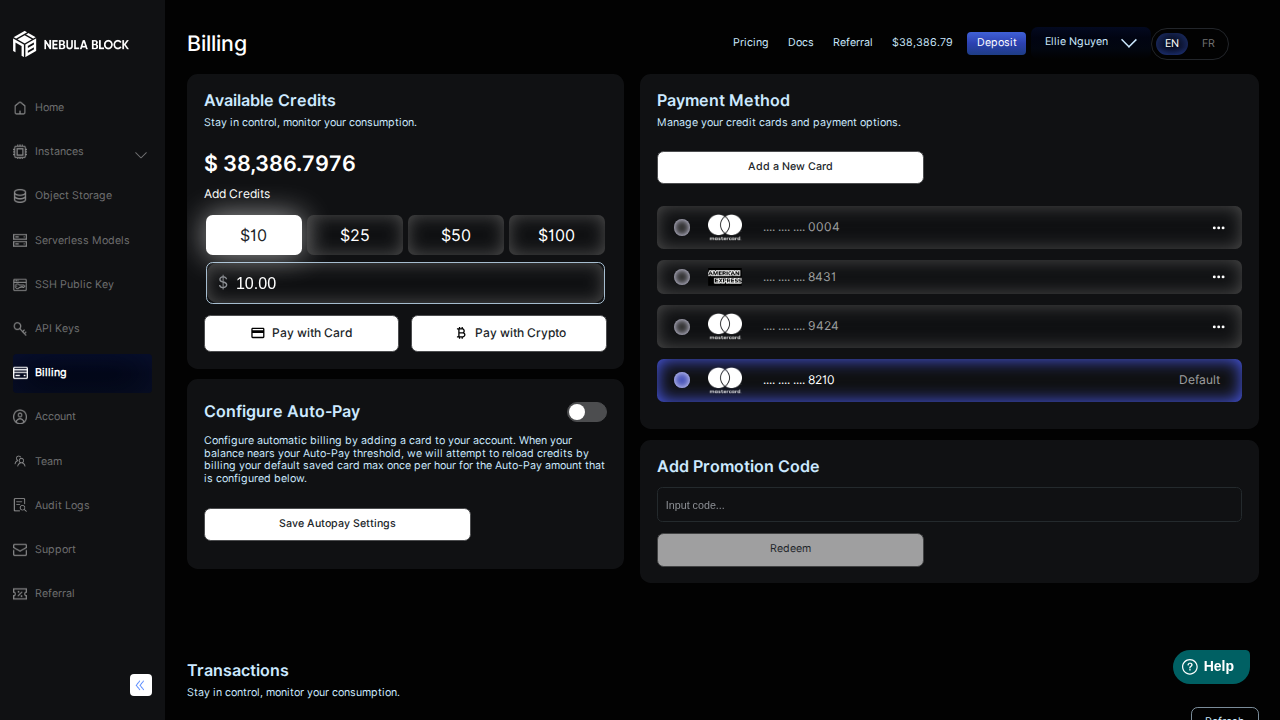 NEBULA BLOCK
Home
Instances
Object Storage
Serverless Models
SSH Public Key
API Keys
Billing
Account
Team
Audit Logs
Support
Referral
Billing
Pricing
Docs
Referral
$38,386.79
Deposit
Ellie Nguyen
EN
FR
Available Credits
Stay in control, monitor your consumption.
$ 38,386.7976
Add Credits
$10
$25
$50
$100
$ 10.00
Pay with Card
Pay with Crypto
Configure Auto-Pay
Configure automatic billing by adding a card to your account. When your
balance nears your Auto-Pay threshold, we will attempt to reload credits by
billing your default saved card max once per hour for the Auto-Pay amount that
is configured below.
Save Autopay Settings
Payment Method
Manage your credit cards and payment options.
Add a New Card
mastercard
.... .... .... 0004
AMERICAN
EXPRESS
.... .... .... 8431
mastercard
.... .... .... 9424
mastercard
.... .... .... 8210
Default
Add Promotion Code
Input code...
Redeem
Transactions
Stay in control, monitor your consumption.
Help
Refresh